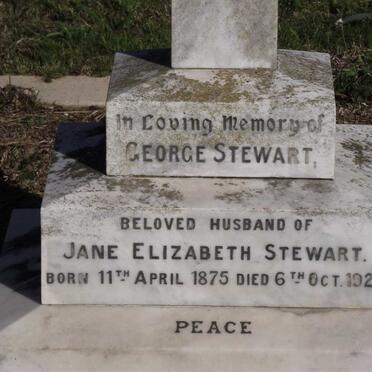 In Loving Memory of
GEORGE STEWART,
BELOVED HUSBAND OF
JANE ELIZABETH STEWART.
BORN 11TH APRIL 1875 DIED 6TH OCT.
PEACE